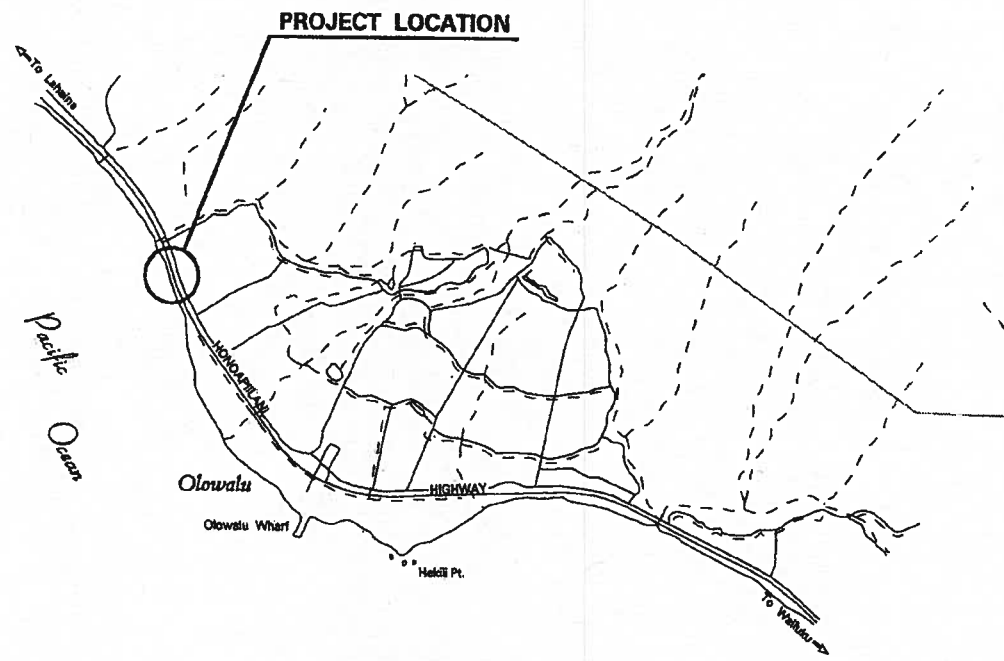 PROJECT LOCATION
To Lahaina
Pacific
Ocean
HONOAPIILANI
HIGHWAY
Olowalu
Olowalu Wharf
Hekili Pt.
To Wailuku